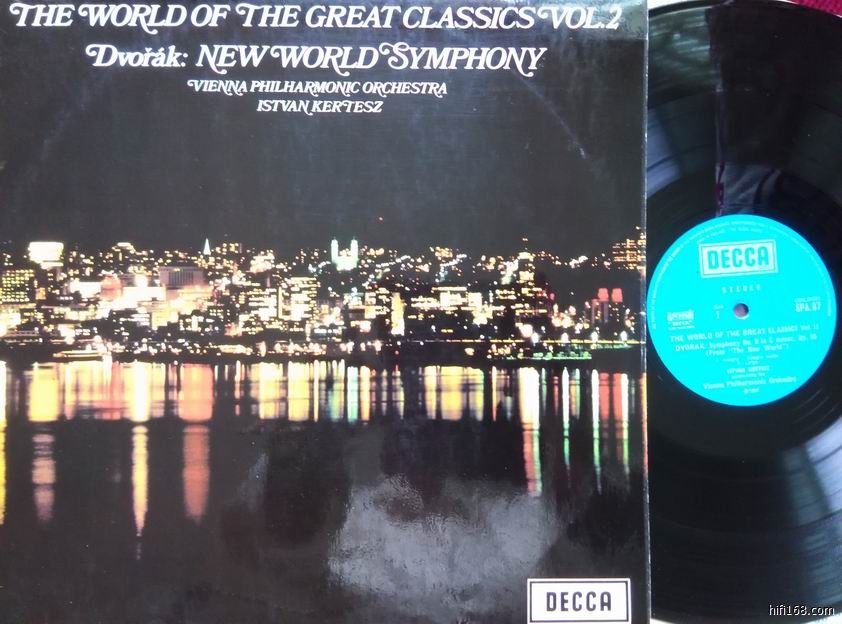 THE WORLD OF THE GREAT CLASSICS VOL.2
Dvořák: NEW WORLD SYMPHONY
VIENNA PHILHARMONIC ORCHESTRA
ISTVAN KERTESZ
DECCA
DECCA
STEREO
SPA. 87
1
THE WORLD OF THE GREAT CLASSICS Vol. II
DVORAK: Symphony No. 9 in E minor, Op. 95
(From "The New World")
ISTVAN KERTESZ
Vienna Philharmonic Orchestra
hifi168.com